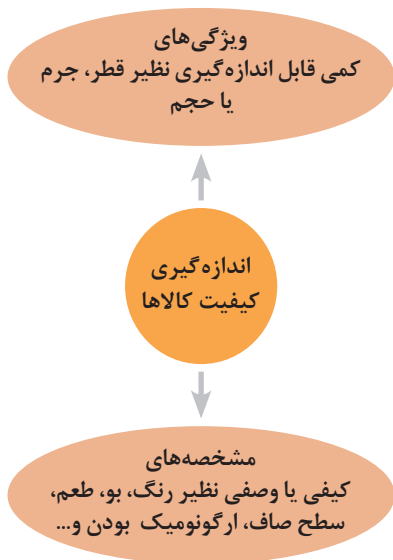 ویژگی‌های
کمی قابل اندازه‌گیری نظیر قطر، جرم
یا حجم
اندازه‌گیری
کیفیت کالاها
مشخصه‌های
کیفی یا وصفی نظیر رنگ، بو، طعم،
سطح صاف، ارگونومیک بودن و...